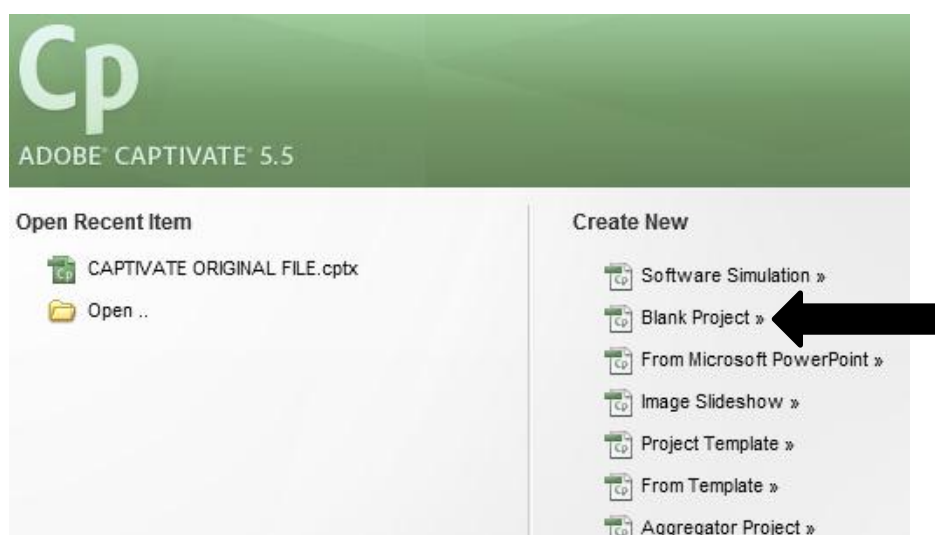 Cp
ADOBE® CAPTIVATE® 5.5
Open Recent Item
CAPTIVATE ORIGINAL FILE.cptx
Open ..
Create New
Software Simulation »
Blank Project »
From Microsoft PowerPoint »
Image Slideshow »
Project Template »
From Template »
Aggregator Project »